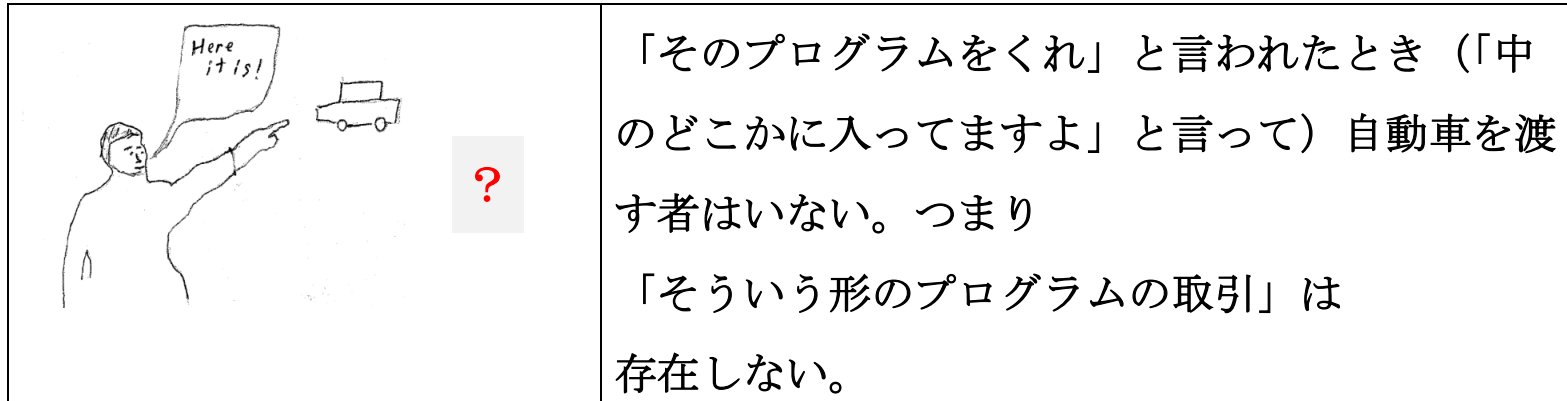 Here
it is!
?
「そのプログラムをくれ」と言われたとき（「中
のどこかに入ってますよ」と言って）自動車を渡
す者はいない。つまり
「そういう形のプログラムの取引」は
存在しない。